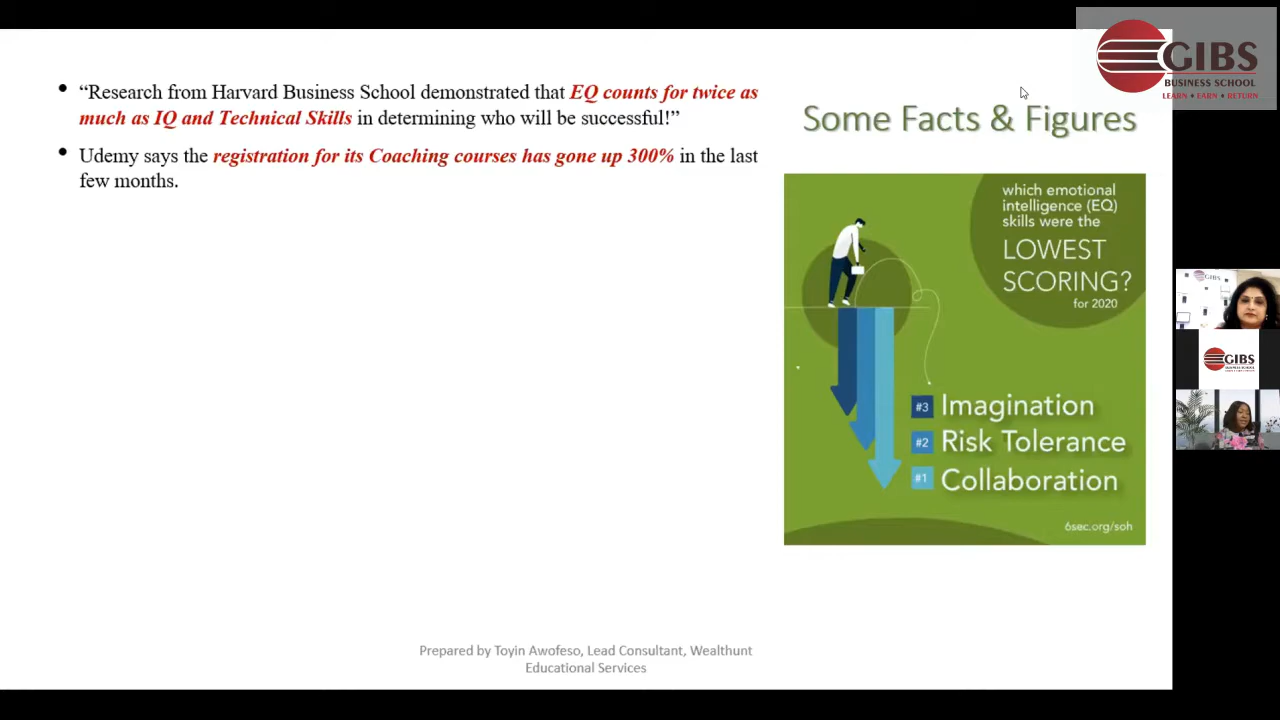 GIBS
BUSINESS SCHOOL
LEARN • EARN • RETURN
Some Facts & Figures
• “Research from Harvard Business School demonstrated that EQ counts for twice as
much as IQ and Technical Skills in determining who will be successful!”
• Udemy says the registration for its Coaching courses has gone up 300% in the last
few months.
which emotional
intelligence (EQ)
skills were the
LOWEST
SCORING?
for 2020
#3 Imagination
#2 Risk Tolerance
#1 Collaboration
6sec.org/soh
GIBS
GIBS
Prepared by Toyin Awofeso, Lead Consultant, Wealthunt
Educational Services